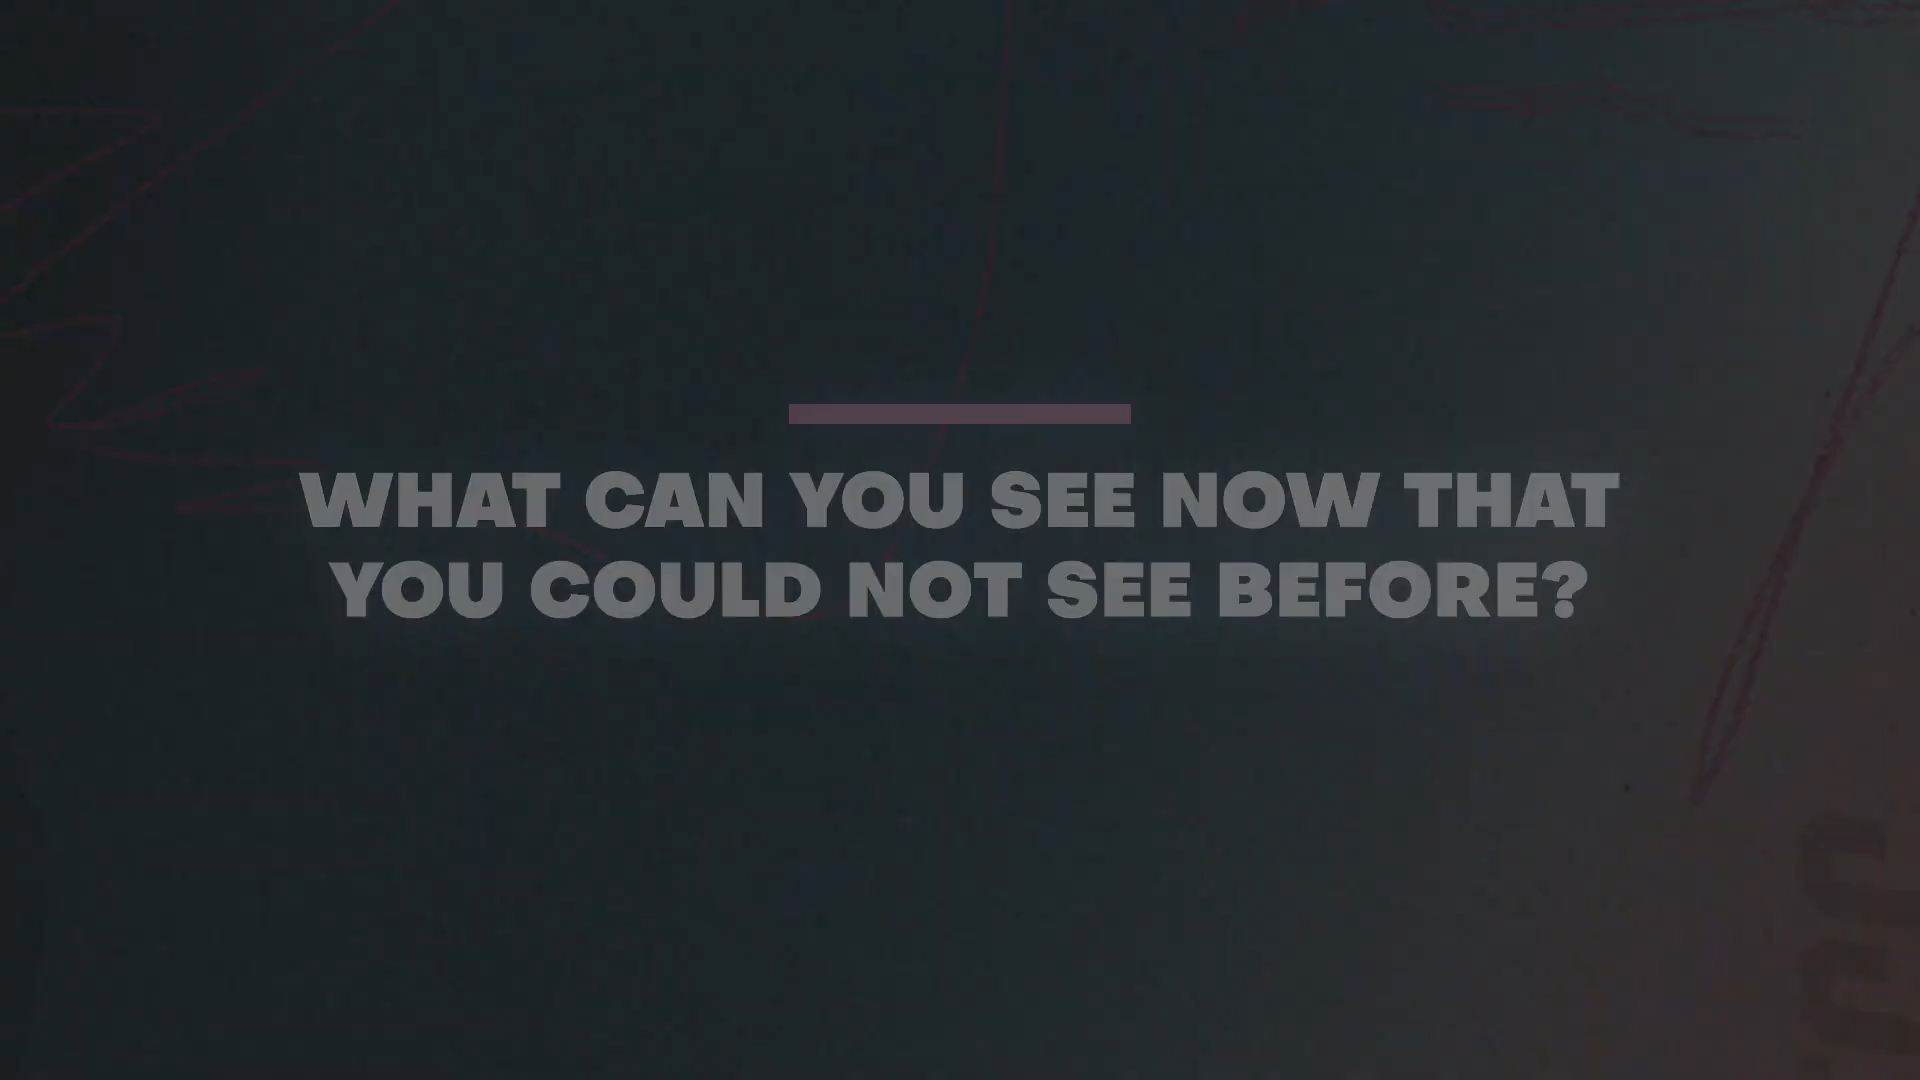 WHAT CAN YOU SEE NOW THAT
YOU COULD NOT SEE BEFORE?